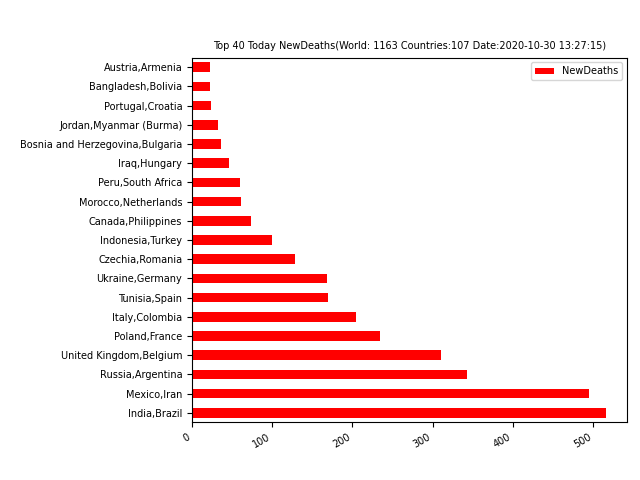 Top 40 Today NewDeaths(World: 1163 Countries:107 Date:2020-10-30 13:27:15)
NewDeaths
Austria,Armenia
Bangladesh,Bolivia
Portugal,Croatia
Jordan,Myanmar (Burma)
Bosnia and Herzegovina,Bulgaria
Iraq,Hungary
Peru,South Africa
Morocco,Netherlands
Canada,Philippines
Indonesia,Turkey
Czechia,Romania
Ukraine,Germany
Tunisia,Spain
Italy,Colombia
Poland,France
United Kingdom,Belgium
Russia,Argentina
Mexico,Iran
India,Brazil
0 100 200 300 400 500